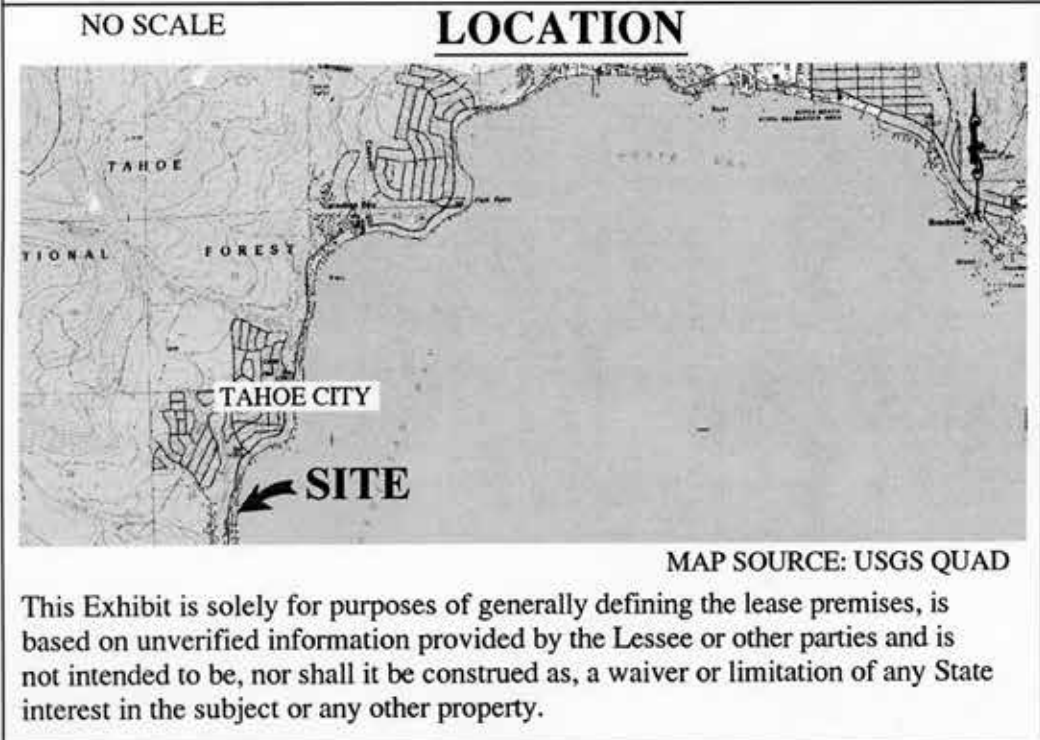 NO SCALE
LOCATION
TAHOE
TIONAL FOREST
TAHOE CITY
SITE
MAP SOURCE: USGS QUAD
This Exhibit is solely for purposes of generally defining the lease premises, is
based on unverified information provided by the Lessee or other parties and is
not intended to be, nor shall it be construed as, a waiver or limitation of any State
interest in the subject or any other property.